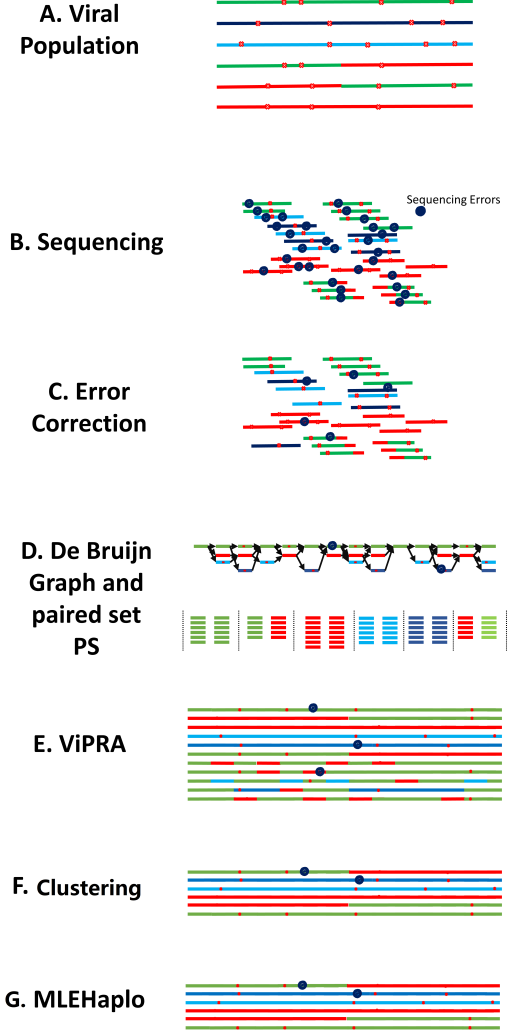 A. Viral
Population
Sequencing Errors
B. Sequencing
C. Error
Correction
D. De Bruijn
Graph and
paired set
PS
E. ViPRA
F. Clustering
G. MLEHaplo